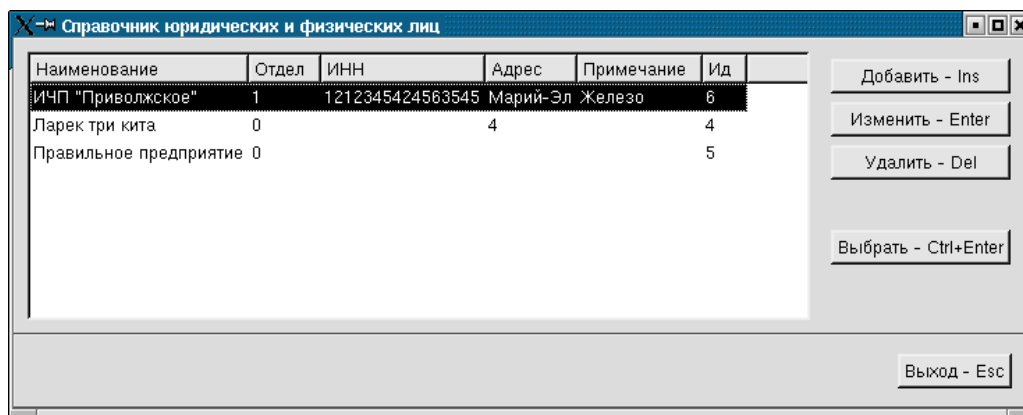 Справочник юридических и физических лиц
Наименование Отдел ИНН Адрес Примечание Ид
ИЧП "Приволжское" 1 1212345424563545 Марий-Эл Железо 6
Ларек три кита 0 4 4
Правильное предприятие 0 5
Добавить - Ins
Изменить - Enter
Удалить - Del
Выбрать - Ctrl+Enter
Выход - Esc